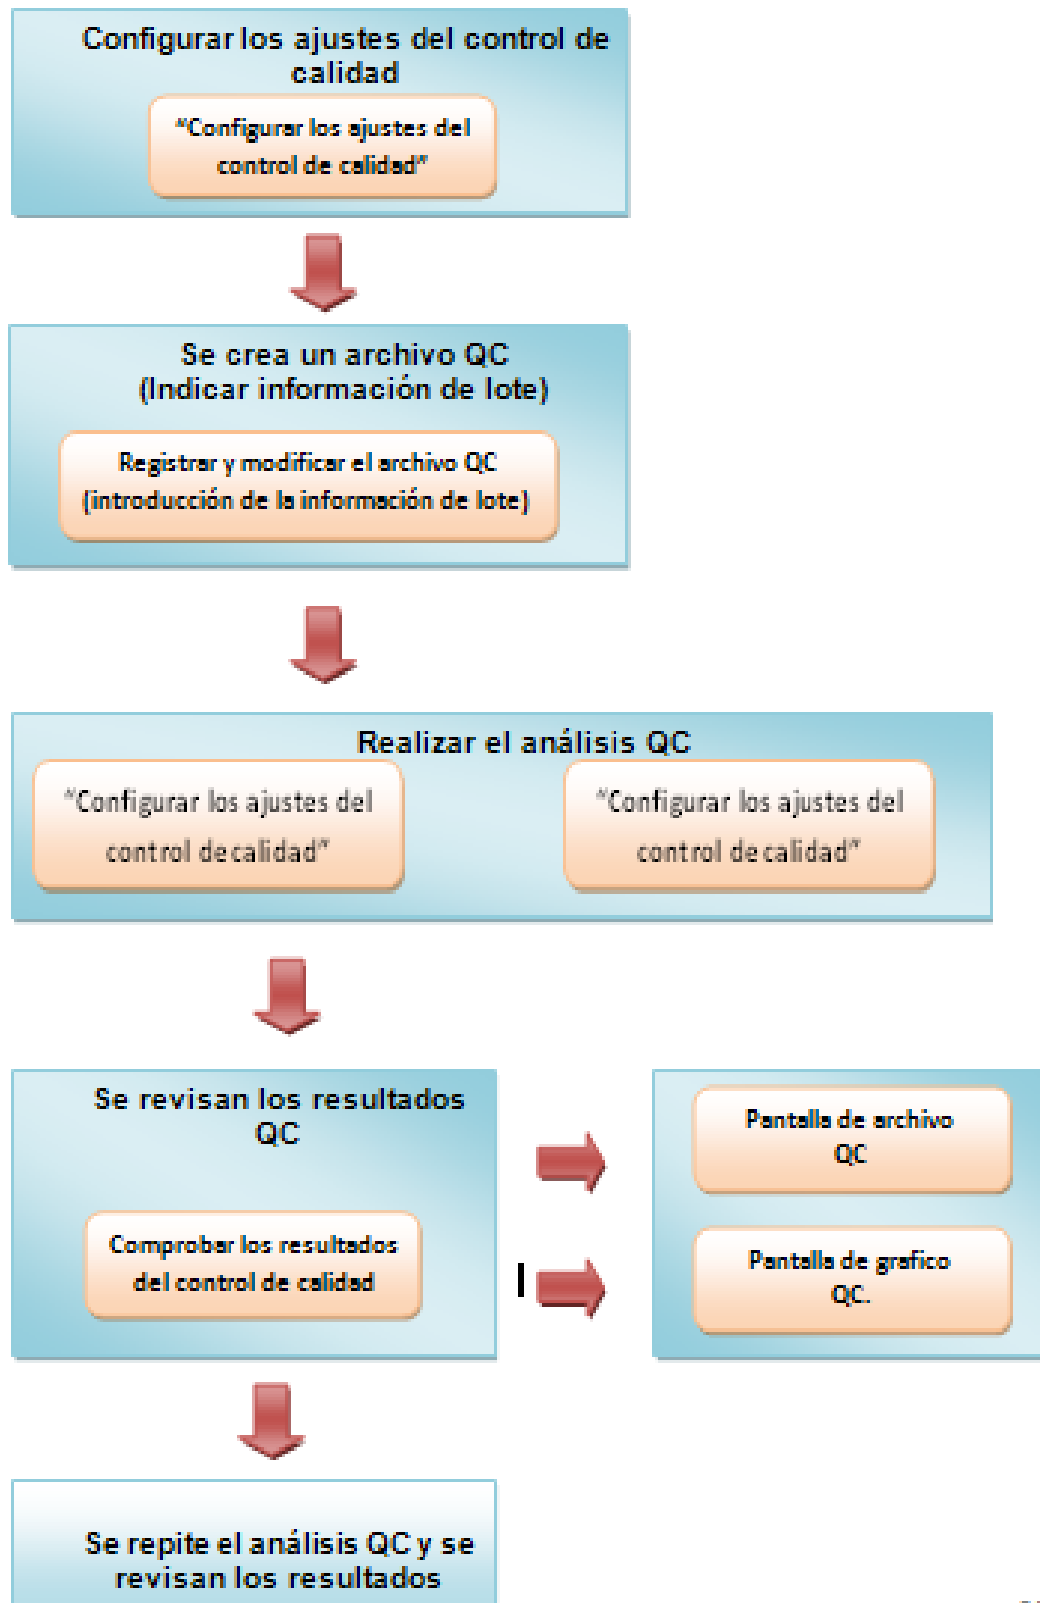 Configurar los ajustes del control de
calidad
“Configurar los ajustes del
control de calidad”
Se crea un archivo QC
(Indicar información de lote)
Registrar y modificar el archivo QC
(introducción de la información de lote)
Realizar el análisis QC
“Configurar los ajustes del
control de calidad”
“Configurar los ajustes del
control de calidad”
Se revisan los resultados
QC
Comprobar los resultados
del control de calidad
Pantalla de archivo
QC
Pantalla de grafico
QC.
Se repite el análisis QC y se
revisan los resultados